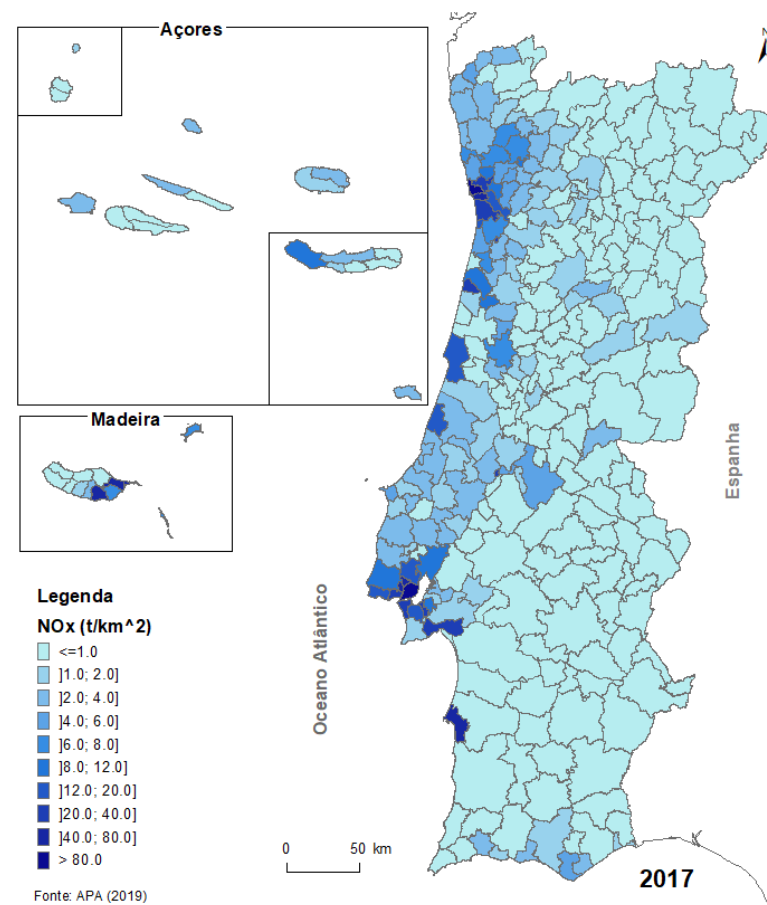 Açores
N
Madeira
Espanha
Oceano Atlântico
Legenda
NOx (t/km^2)
<=1.0
]1.0; 2.0]
]2.0; 4.0]
]4.0; 6.0]
]6.0; 8.0]
]8.0; 12.0]
]12.0; 20.0]
]20.0; 40.0]
]40.0; 80.0]
> 80.0
0 50 km
2017
Fonte: APA (2019)